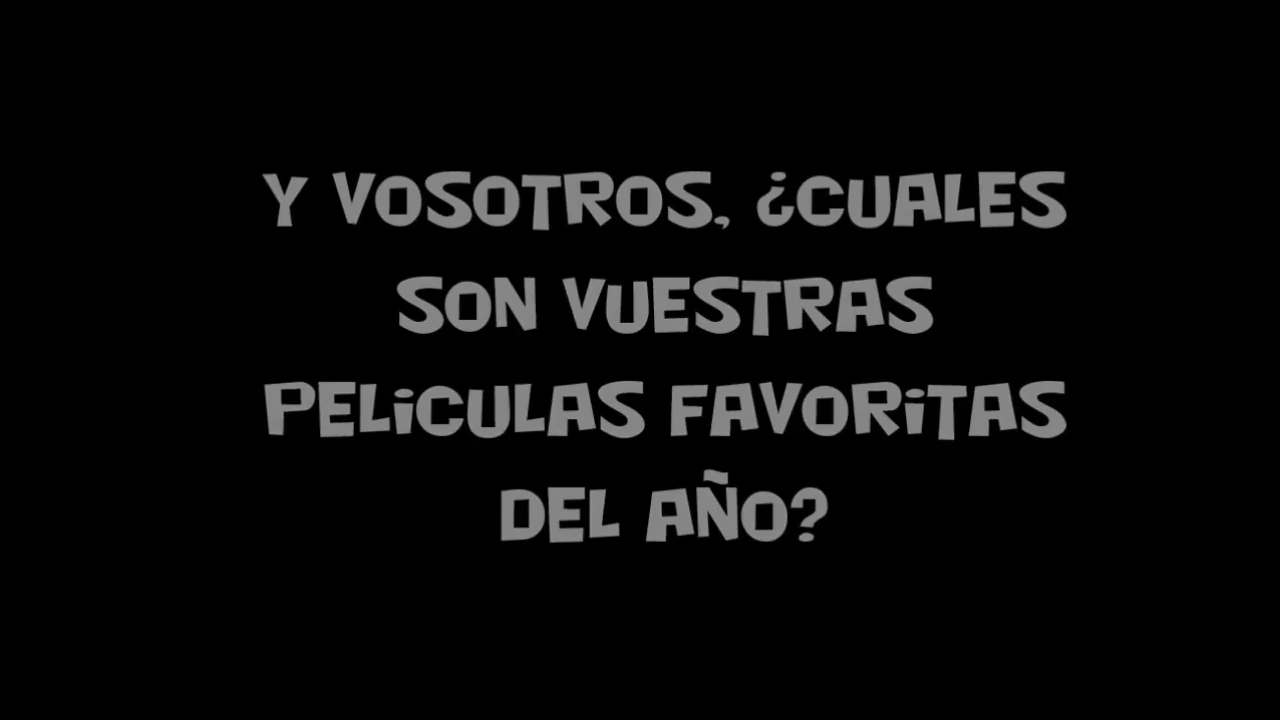 Y VOSOTROS, ¿CUALES
SON VUESTRAS
PELiCULAS FAVORiTAS
DEL AÑO?